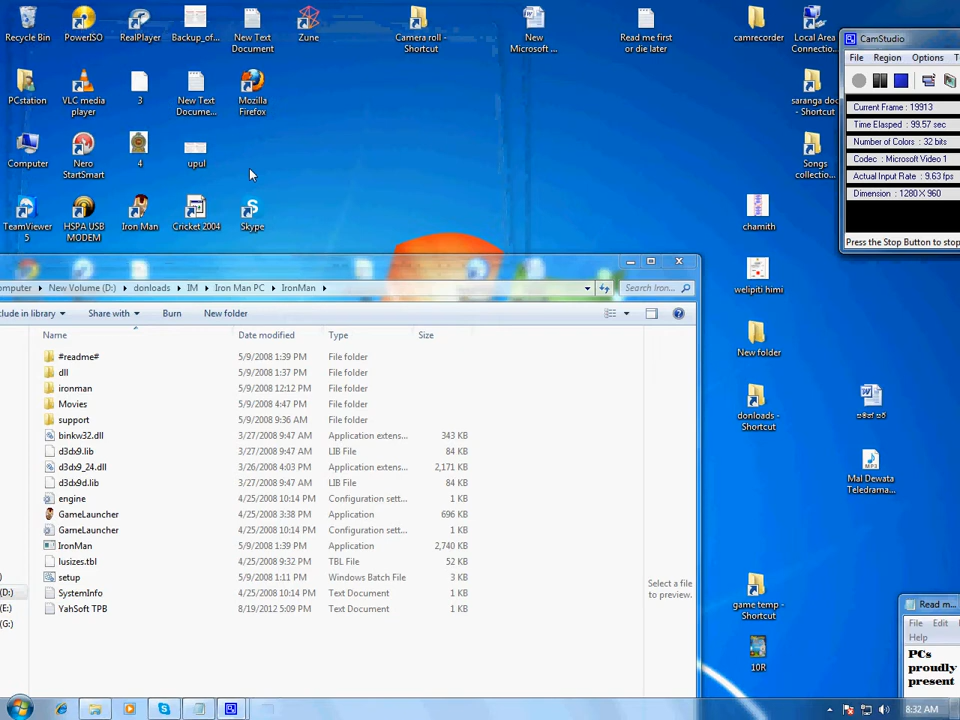 Recycle Bin
PowerISO
RealPlayer
Backup_of...
New Text
Document
Zune
Camera roll -
Shortcut
New
Microsoft ...
Read me first
or die later
camrecorder
Local Area
Connectio...
PCstation
VLC media
player
3
New Text
Docume...
Mozilla
Firefox
saranga doc
- Shortcut
Computer
Nero
StartSmart
4
upul
Songs
collectio...
TeamViewer
5
HSPA USB
MODEM
Iron Man
Cricket 2004
Skype
chamith
welipiti himi
New folder
donloads -
Shortcut
සමන් සරි
Mal Dewata
Teledrama...
game temp -
Shortcut
10R
CamStudio
File Region Options
Current Frame : 19913
Time Elasped : 99.57 sec
Number of Colors : 32 bits
Codec : Microsoft Video 1
Actual Input Rate : 9.63 fps
Dimension : 1280 X 960
Press the Stop Button to stop
omputer New Volume (D:) donloads IM Iron Man PC IronMan
Search Iron...
clude in library Share with Burn New folder
Name Date modified Type Size
#readme# 5/9/2008 1:39 PM File folder
dll 5/9/2008 1:37 PM File folder
ironman 5/9/2008 12:12 PM File folder
Movies 5/9/2008 4:47 PM File folder
support 5/9/2008 9:36 AM File folder
binkw32.dll 3/27/2008 9:47 AM Application extens... 343 KB
d3dx9.lib 3/27/2008 9:47 AM LIB File 84 KB
d3dx9_24.dll 3/26/2008 4:03 PM Application extens... 2,171 KB
d3dx9d.lib 3/27/2008 9:47 AM LIB File 84 KB
engine 4/25/2008 10:14 PM Configuration sett... 1 KB
GameLauncher 4/25/2008 3:38 PM Application 696 KB
GameLauncher 4/25/2008 10:14 PM Configuration sett... 1 KB
IronMan 5/9/2008 1:39 PM Application 2,740 KB
lusizes.tbl 4/25/2008 9:32 PM TBL File 52 KB
setup 5/9/2008 1:11 PM Windows Batch File 3 KB
SystemInfo 4/25/2008 10:14 PM Text Document 1 KB
YahSoft TPB 8/19/2012 5:09 PM Text Document 1 KB
)
(D:)
(E:)
(G:)
Select a file
to preview.
Read m...
File Edit
Help
PCs
proudly
present
8:32 AM